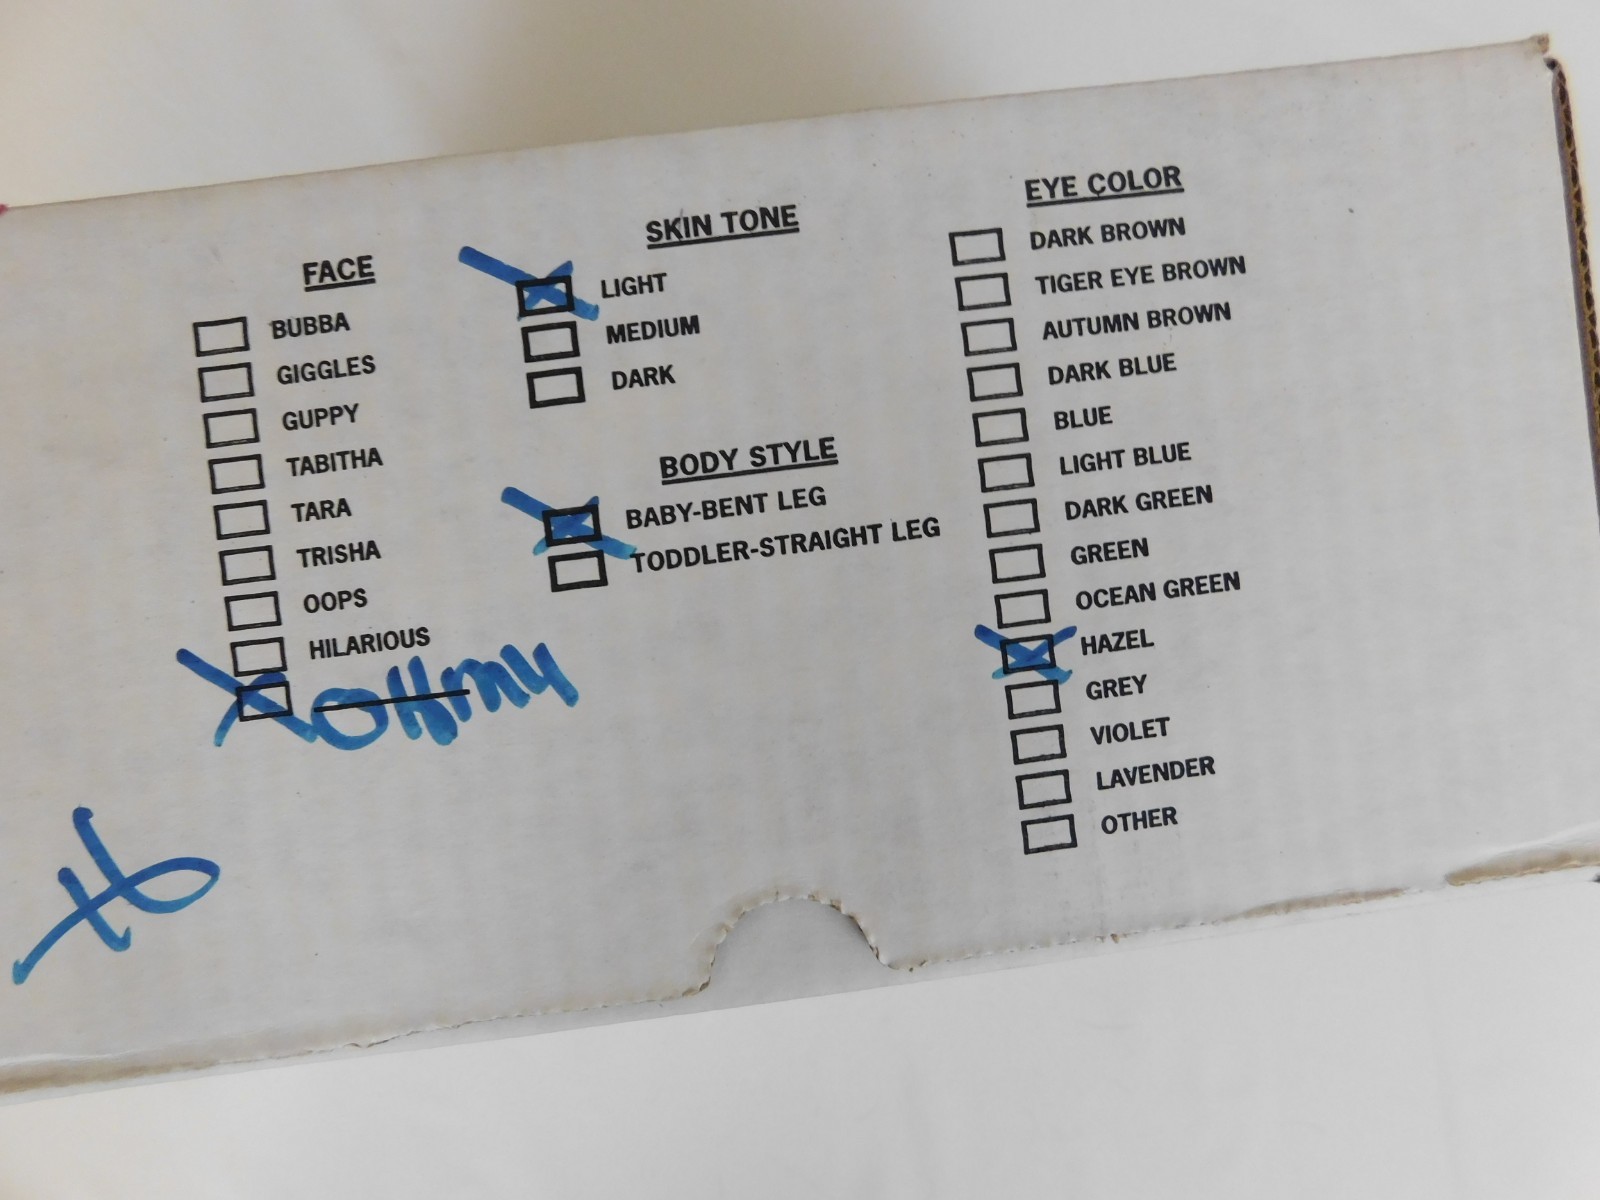 FACE
BUBBA
GIGGLES
GUPPY
TABITHA
TARA
TRISHA
OOPS
HILARIOUS
SKIN TONE
LIGHT
MEDIUM
DARK
BODY STYLE
BABY-BENT LEG
TODDLER-STRAIGHT LEG
EYE COLOR
DARK BROWN
TIGER EYE BROWN
AUTUMN BROWN
DARK BLUE
BLUE
LIGHT BLUE
DARK GREEN
GREEN
OCEAN GREEN
HAZEL
GREY
VIOLET
LAVENDER
OTHER